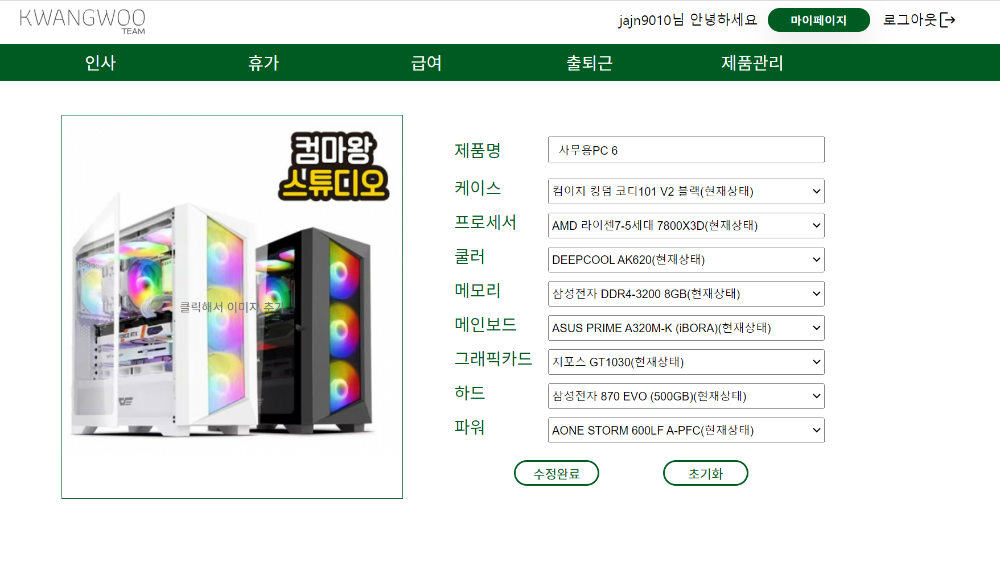 KWANGWOO
TEAM
jajn9010님 안녕하세요
마이페이지
로그아웃
인사
휴가
급여
출퇴근
제품관리
컴마왕
스튜디오
클릭해서 이미지 추가
제품명
사무용PC 6
케이스
컴이지 킹덤 코디101 V2 블랙(현재상태)
프로세서
AMD 라이젠7-5세대 7800X3D(현재상태)
쿨러
DEEPCOOL AK620(현재상태)
메모리
삼성전자 DDR4-3200 8GB(현재상태)
메인보드
ASUS PRIME A320M-K (iBORA)(현재상태)
그래픽카드
지포스 GT1030(현재상태)
하드
삼성전자 870 EVO (500GB)(현재상태)
파워
AONE STORM 600LF A-PFC(현재상태)
수정완료
초기화